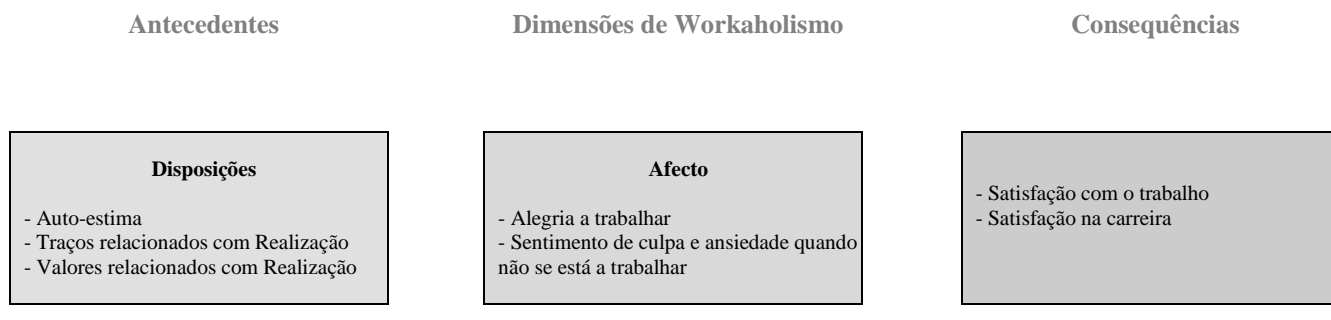 Antecedentes
Dimensões de Workaholismo
Consequências
Disposições
- Auto-estima
- Traços relacionados com Realização
- Valores relacionados com Realização
Afecto
- Alegria a trabalhar
- Sentimento de culpa e ansiedade quando
não se está a trabalhar
- Satisfação com o trabalho
- Satisfação na carreira